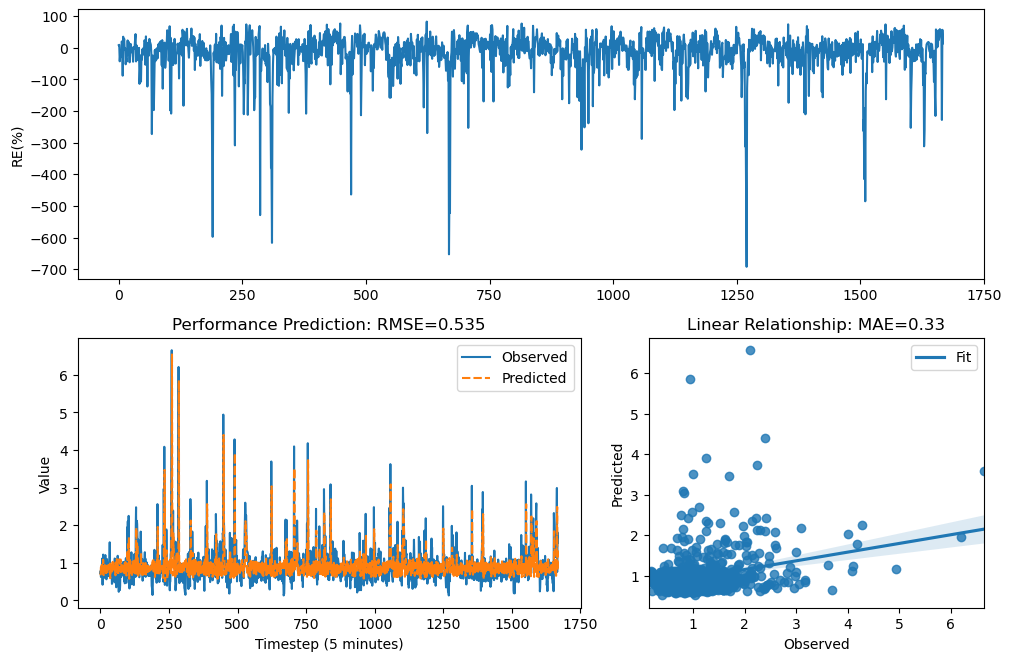 RE(%)
100
0
−100
−200
−300
−400
−500
−600
−700
0 250 500 750 1000 1250 1500 1750
Performance Prediction: RMSE=0.535
Observed
Predicted
Value
6
5
4
3
2
1
0
0 250 500 750 1000 1250 1500 1750
Timestep (5 minutes)
Linear Relationship: MAE=0.33
Fit
Predicted
6
5
4
3
2
1
1 2 3 4 5 6
Observed